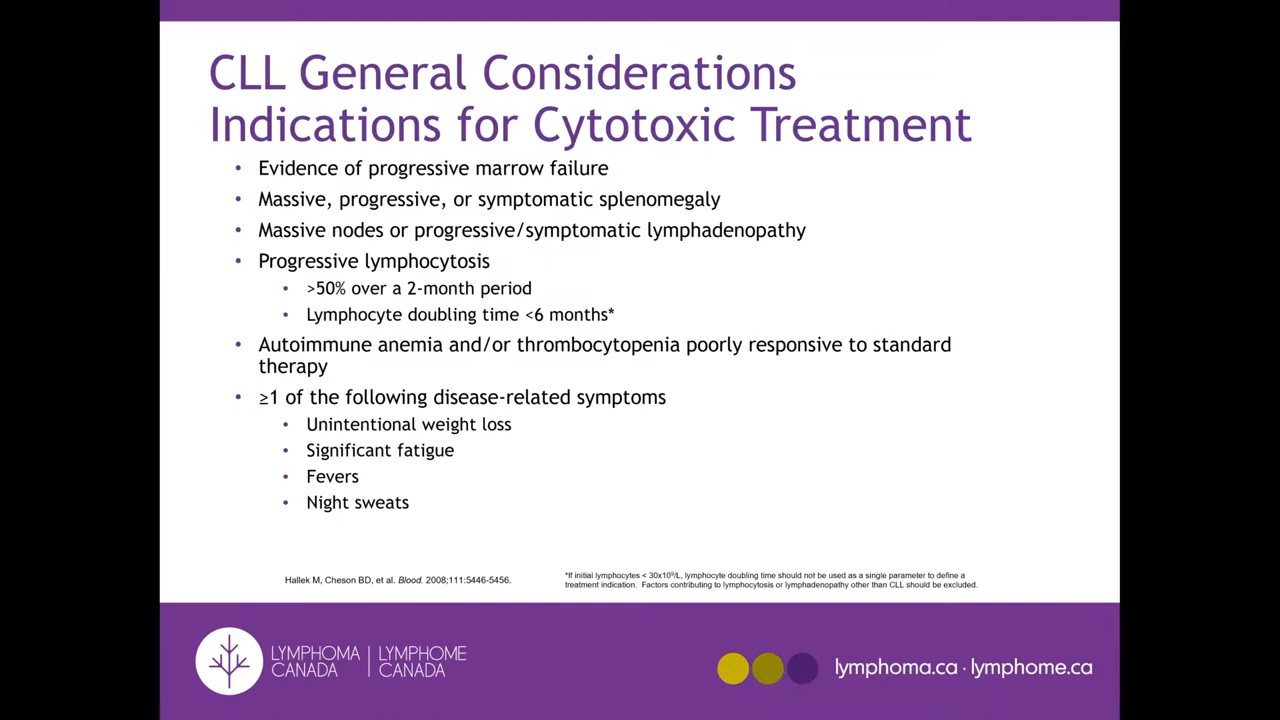 CLL General Considerations
Indications for Cytotoxic Treatment
• Evidence of progressive marrow failure
• Massive, progressive, or symptomatic splenomegaly
• Massive nodes or progressive/symptomatic lymphadenopathy
• Progressive lymphocytosis
• >50% over a 2-month period
• Lymphocyte doubling time <6 months*
• Autoimmune anemia and/or thrombocytopenia poorly responsive to standard
therapy
• ≥1 of the following disease-related symptoms
• Unintentional weight loss
• Significant fatigue
• Fevers
• Night sweats
Hallek M, Cheson BD, et al. Blood. 2008;111:5446-5456.
*If initial lymphocytes < 30x10⁹/L, lymphocyte doubling time should not be used as a single parameter to define a
treatment indication. Factors contributing to lymphocytosis or lymphadenopathy other than CLL should be excluded.
LYMPHOMA CANADA | LYMPHOME CANADA
lymphoma.ca · lymphome.ca